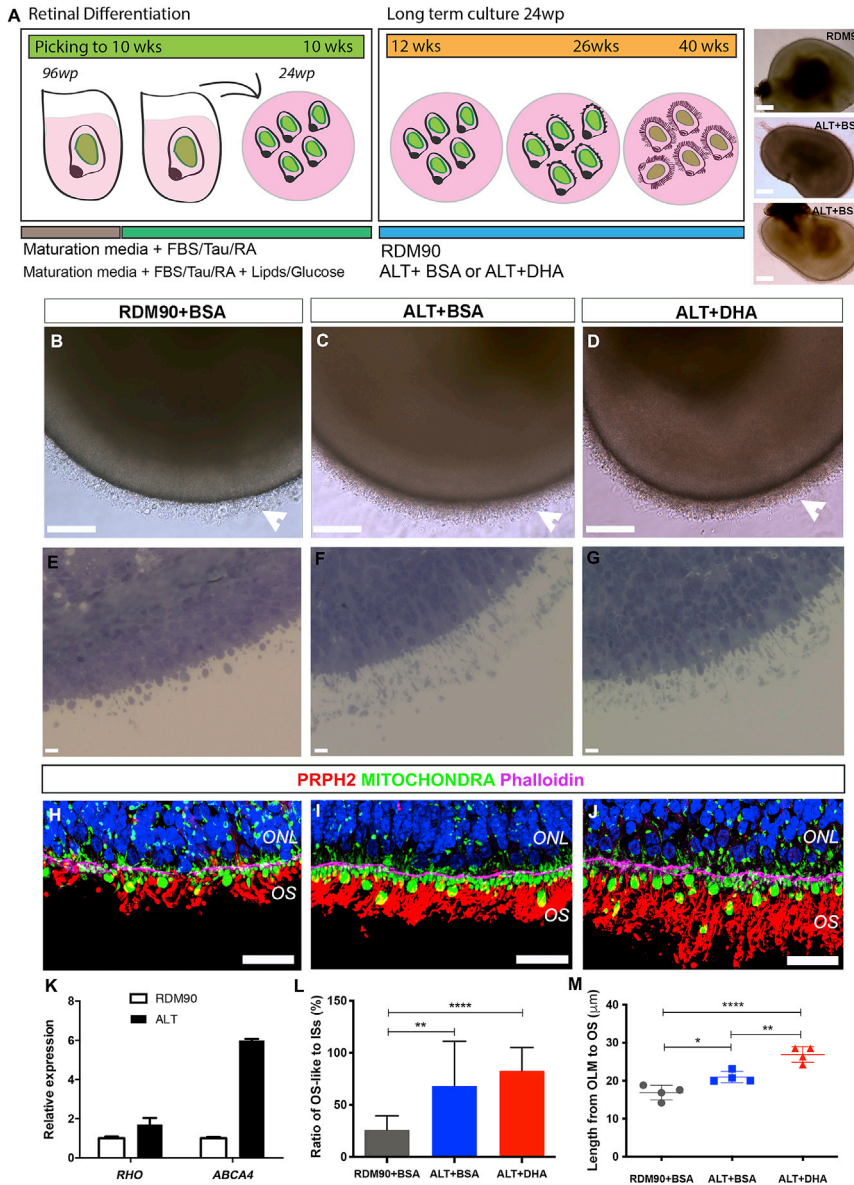 A
Retinal Differentiation
Long term culture 24wp
Picking to 10 wks
10 wks
96wp
24wp
12 wks
26wks
40 wks
Maturation media + FBS/Tau/RA
Maturation media + FBS/Tau/RA + Lipds/Glucose
RDM90
ALT+ BSA or ALT+DHA
RDM9
ALT+BS
ALT+BS
RDM90+BSA
ALT+BSA
ALT+DHA
B
C
D
E
F
G
PRPH2 MITOCHONDRA Phalloidin
H
ONL
OS
I
ONL
OS
J
ONL
OS
K
RDM90
ALT
Relative expression
8
6
4
2
0
RHO
ABCA4
L
Ratio of OS-like to ISs (%)
150
100
50
0
****
**
RDM90+BSA
ALT+BSA
ALT+DHA
M
Length from OLM to OS (μm)
40
30
20
10
0
****
**
*
RDM90+BSA
ALT+BSA
ALT+DHA